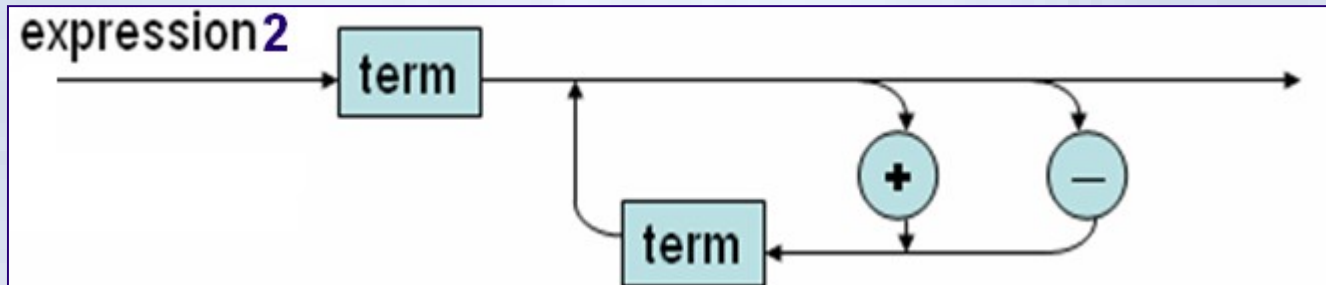 expression2
term
+ −
term